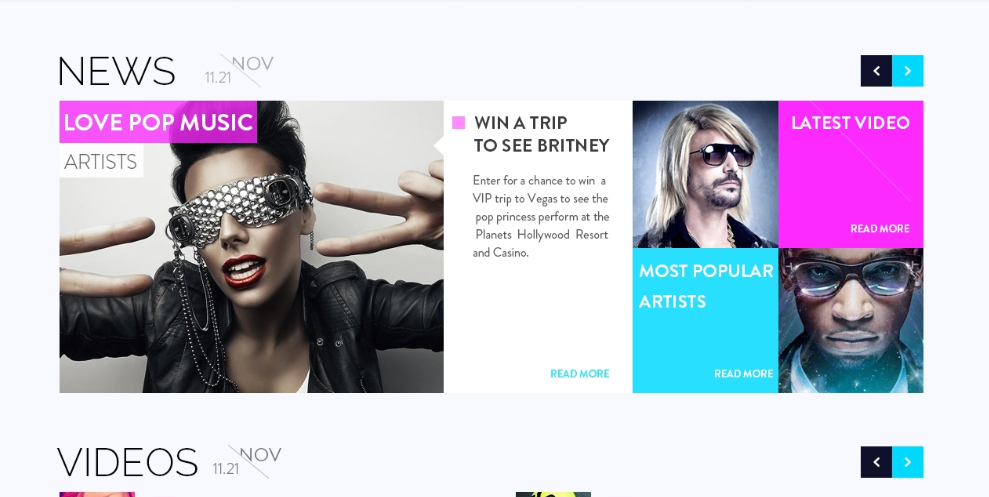 NEWS
11.21 NOV
LOVE POP MUSIC
ARTISTS
WIN A TRIP
TO SEE BRITNEY
Enter for a chance to win a
VIP trip to Vegas to see the
pop princess perform at the
Planets Hollywood Resort
and Casino.
READ MORE
LATEST VIDEO
READ MORE
MOST POPULAR
ARTISTS
READ MORE
VIDEOS
11.21 NOV